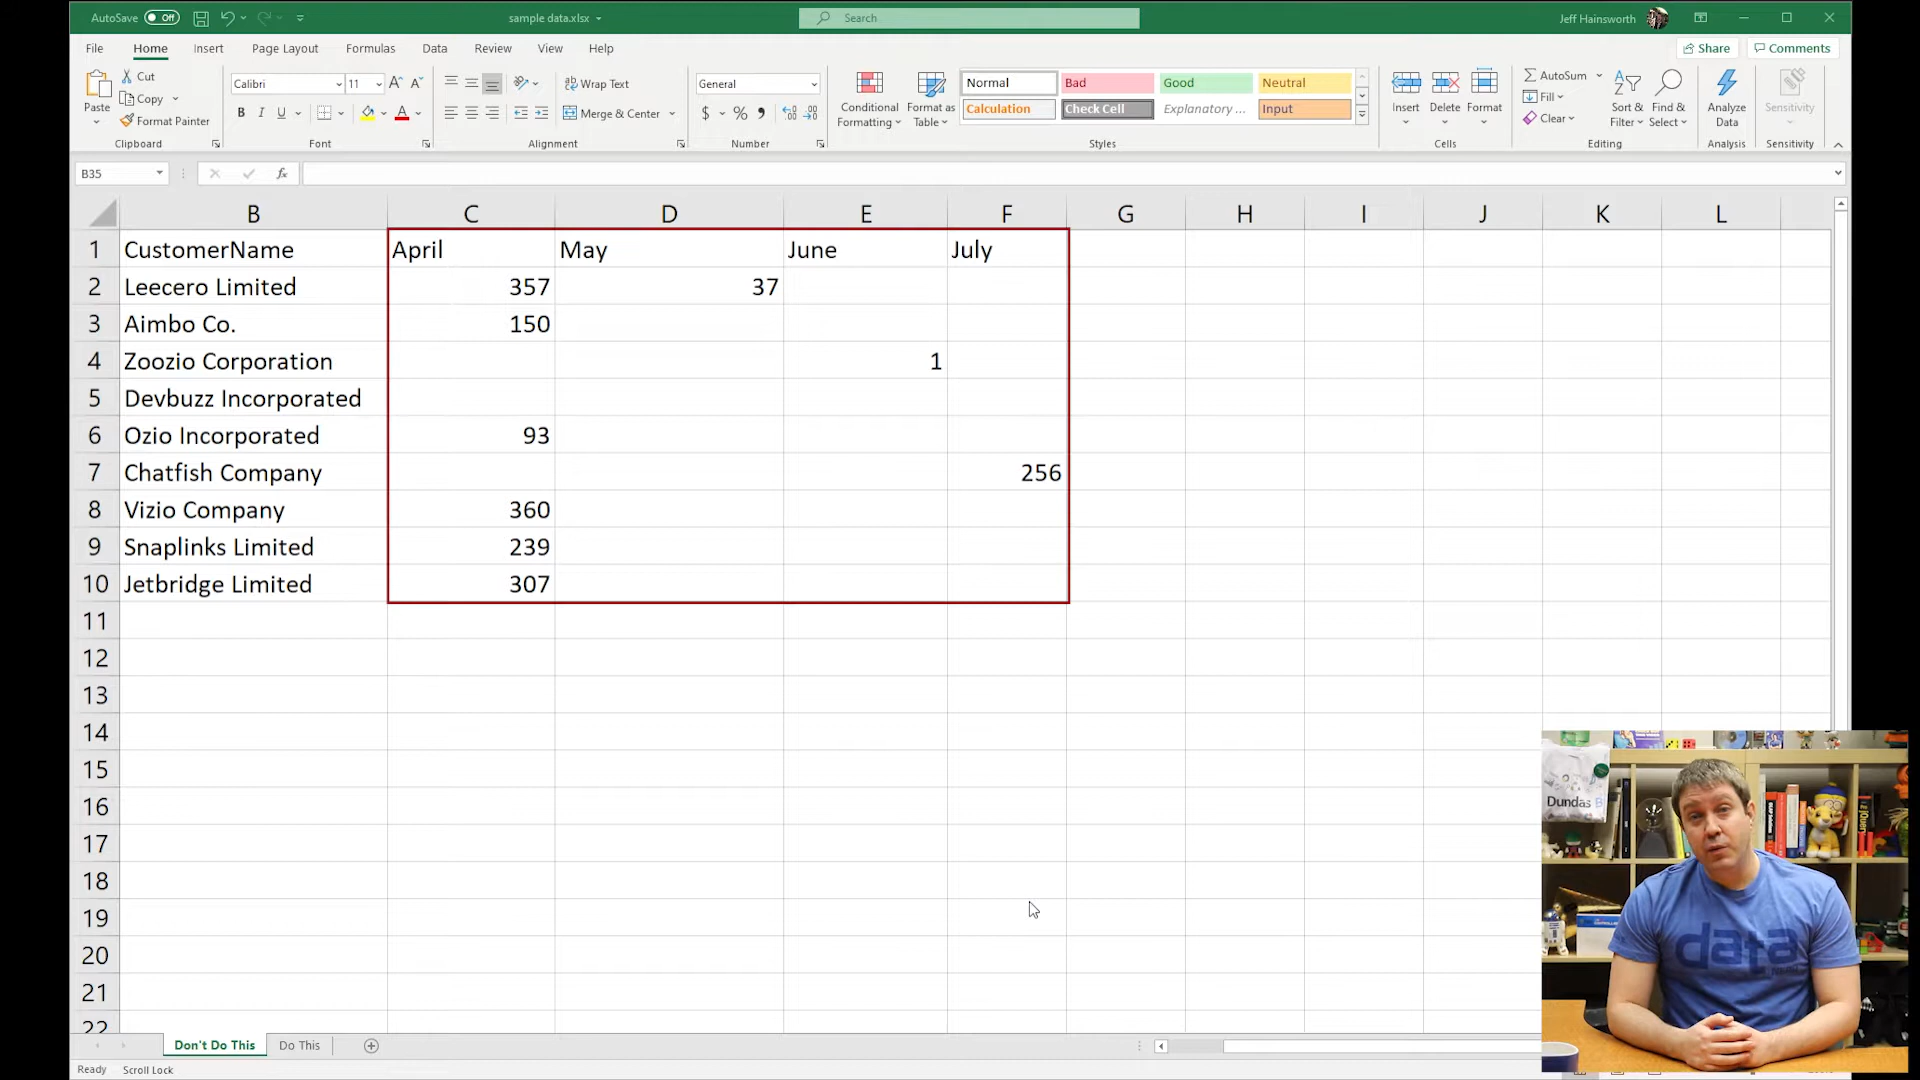 AutoSave Off sample data.xlsx Search Jeff Hainsworth
File Home Insert Page Layout Formulas Data Review View Help Share Comments
Paste Cut Copy Format Painter Clipboard
Calibri 11 B I U A Font
Wrap Text Merge & Center Alignment
General $ % , Number
Conditional Formatting Format as Table
Normal Bad Good Neutral
Calculation Check Cell Explanatory ... Input
Styles
Insert Delete Format Cells
AutoSum Fill Clear Sort & Filter Find & Select Editing
Analyze Data Analysis
Sensitivity Sensitivity
B35 fx
B C D E F G H I J K L
1 CustomerName April May June July
2 Leecero Limited 357 37
3 Aimbo Co. 150
4 Zoozio Corporation 1
5 Devbuzz Incorporated
6 Ozio Incorporated 93
7 Chatfish Company 256
8 Vizio Company 360
9 Snaplinks Limited 239
10 Jetbridge Limited 307
11
12
13
14
15
16
17
18
19
20
21
22
Dundas B
data
Don't Do This Do This
Ready Scroll Lock